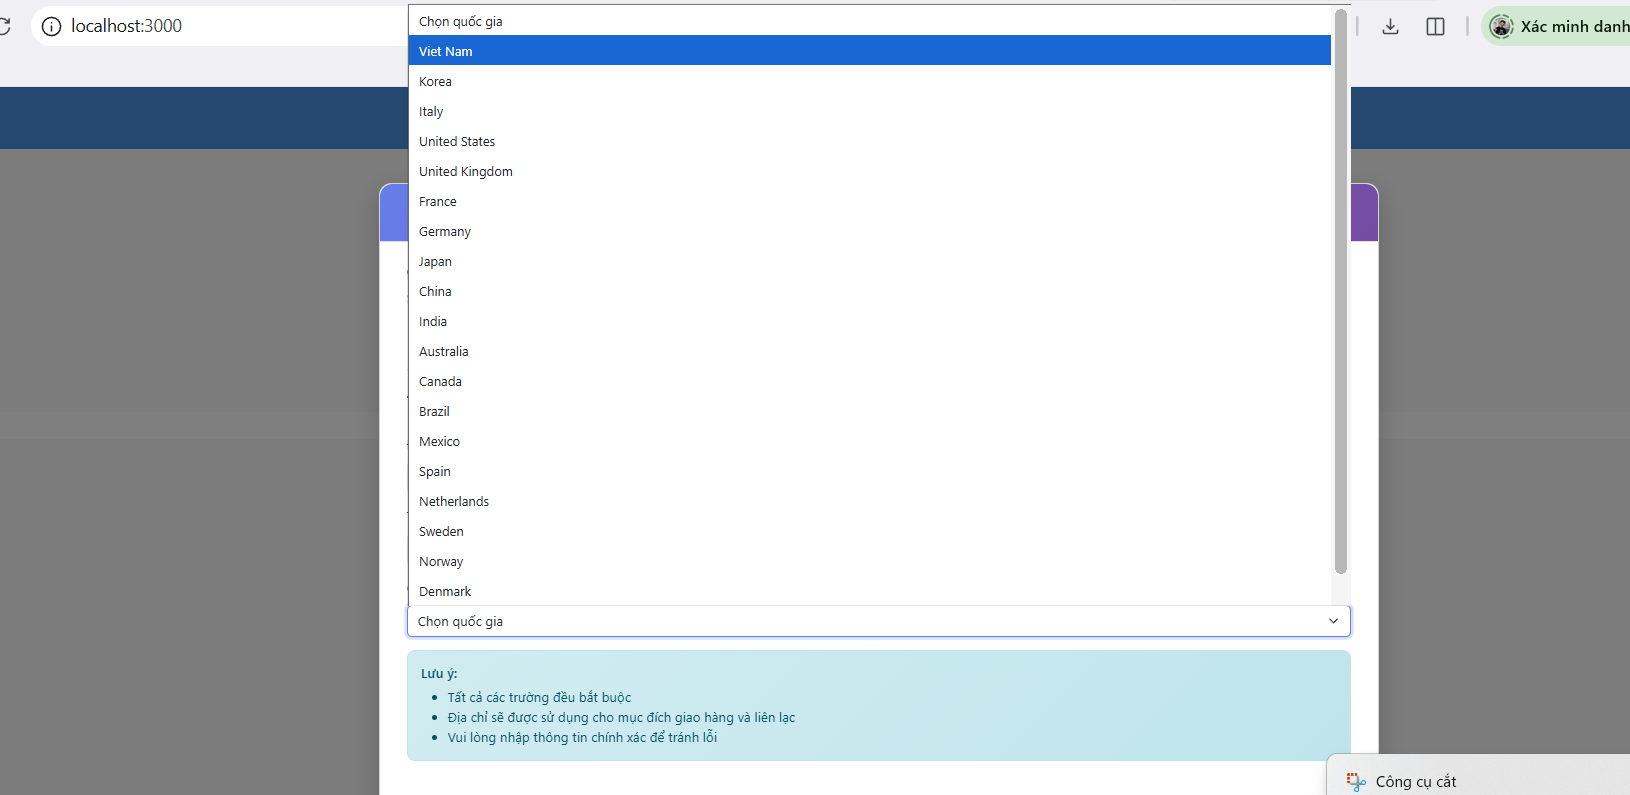 localhost:3000
Xác minh danh
Chọn quốc gia
Viet Nam
Korea
Italy
United States
United Kingdom
France
Germany
Japan
China
India
Australia
Canada
Brazil
Mexico
Spain
Netherlands
Sweden
Norway
Denmark
Chọn quốc gia
Lưu ý:
Tất cả các trường đều bắt buộc
Địa chỉ sẽ được sử dụng cho mục đích giao hàng và liên lạc
Vui lòng nhập thông tin chính xác để tránh lỗi
Công cụ cắt